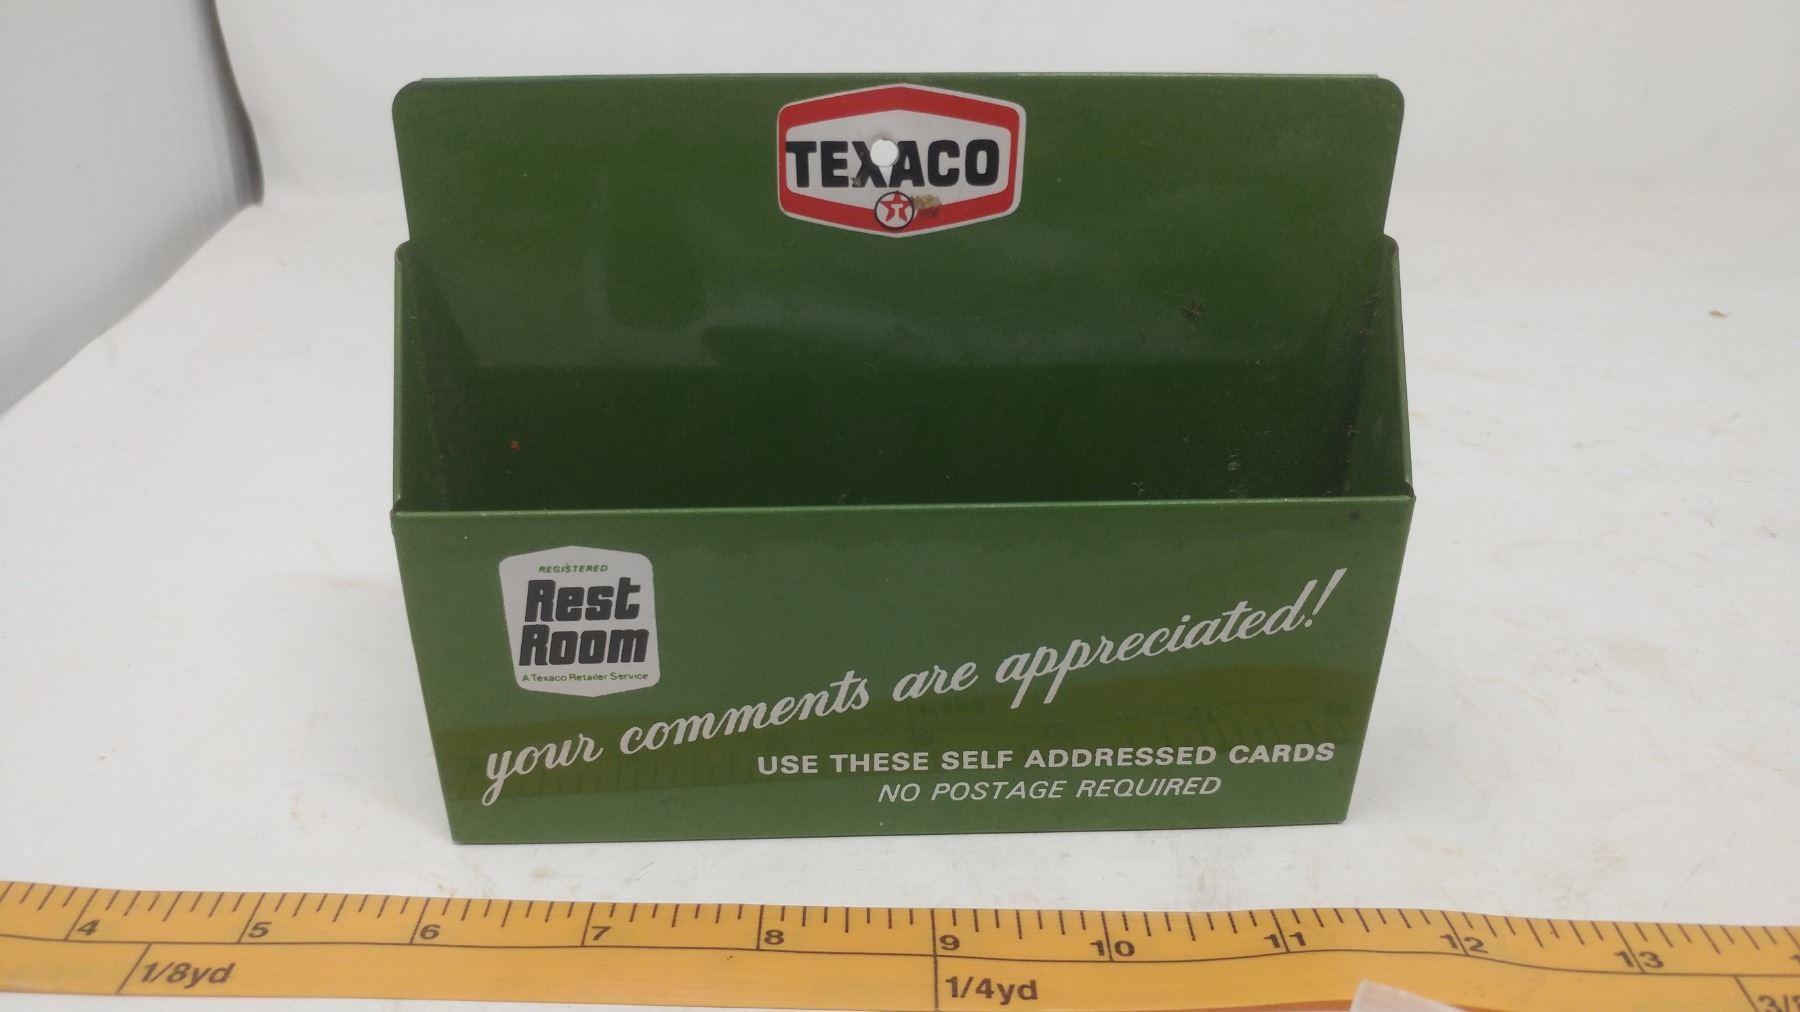 TEXACO
T
REGISTERED
Rest
Room
A Texaco Retailer Service
your comments are appreciated!
USE THESE SELF ADDRESSED CARDS
NO POSTAGE REQUIRED
4 5 6 7 8 9 10 11 12 13
1/8yd 1/4yd